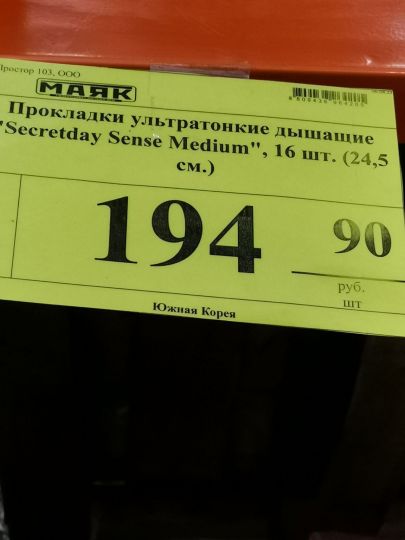 Простор 103, ООО
МАЯК
Прокладки ультратонкие дышащие
"Secretday Sense Medium", 16 шт. (24,5
см.)
194 90
руб.
шт
Южная Корея